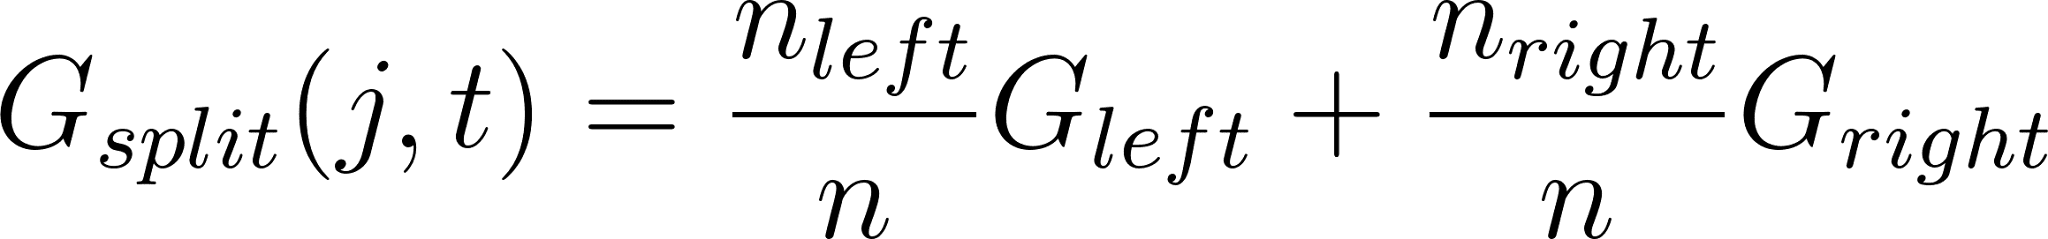 G_{split}(j, t) = \frac{n_{left}}{n} G_{left} + \frac{n_{right}}{n} G_{right}